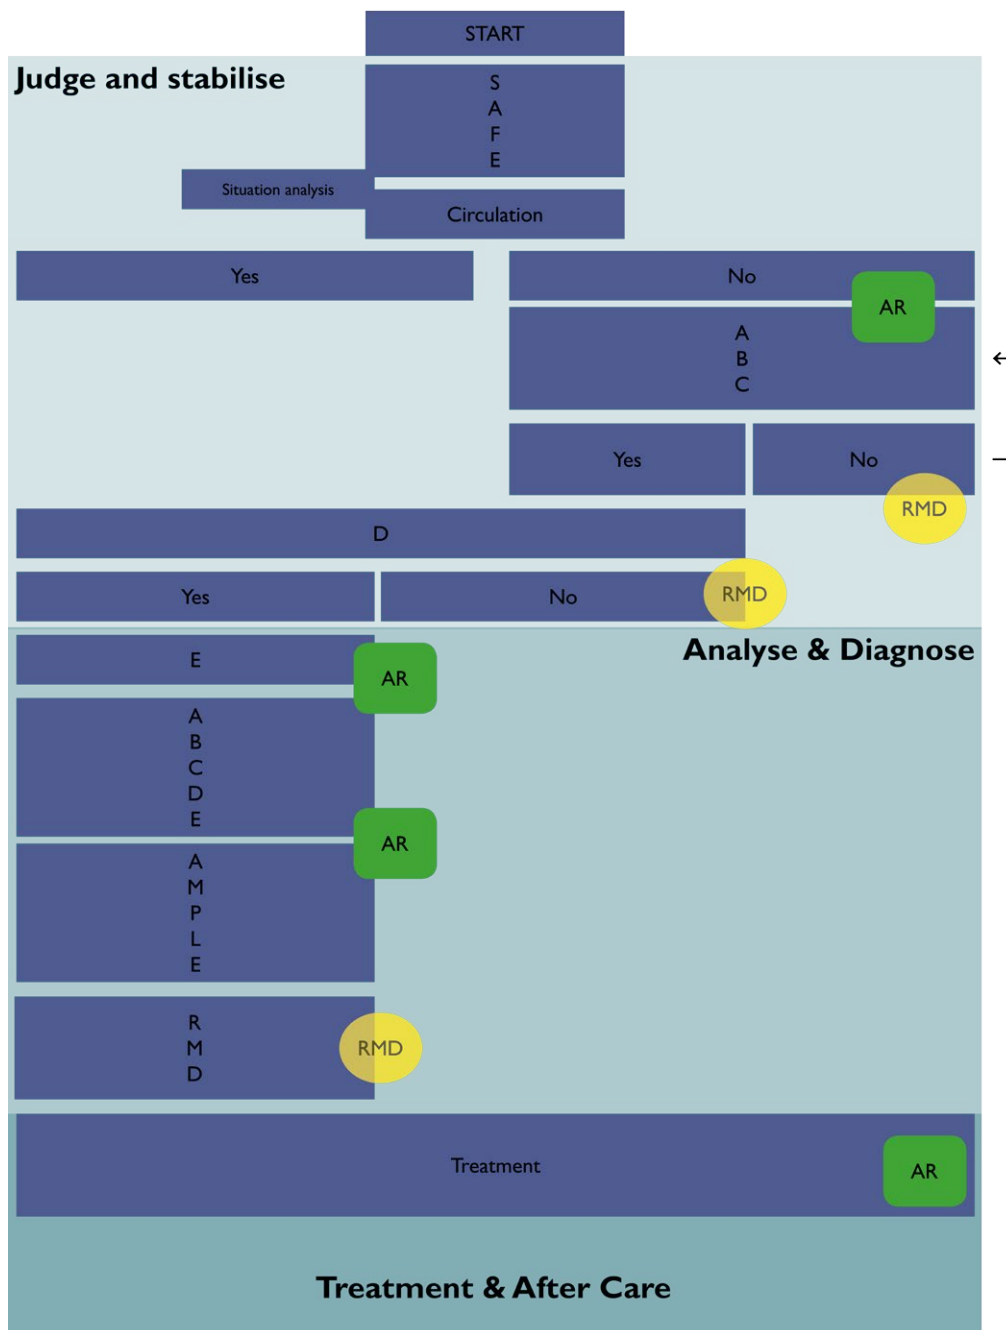 START
Judge and stabilise
S
A
F
E
Situation analysis
Circulation
Yes
No
AR
A
B
C
Yes
No
RMD
D
Yes
No
RMD
Analyse & Diagnose
E
AR
A
B
C
D
E
AR
A
M
P
L
E
R
M
D
RMD
Treatment
AR
Treatment & After Care